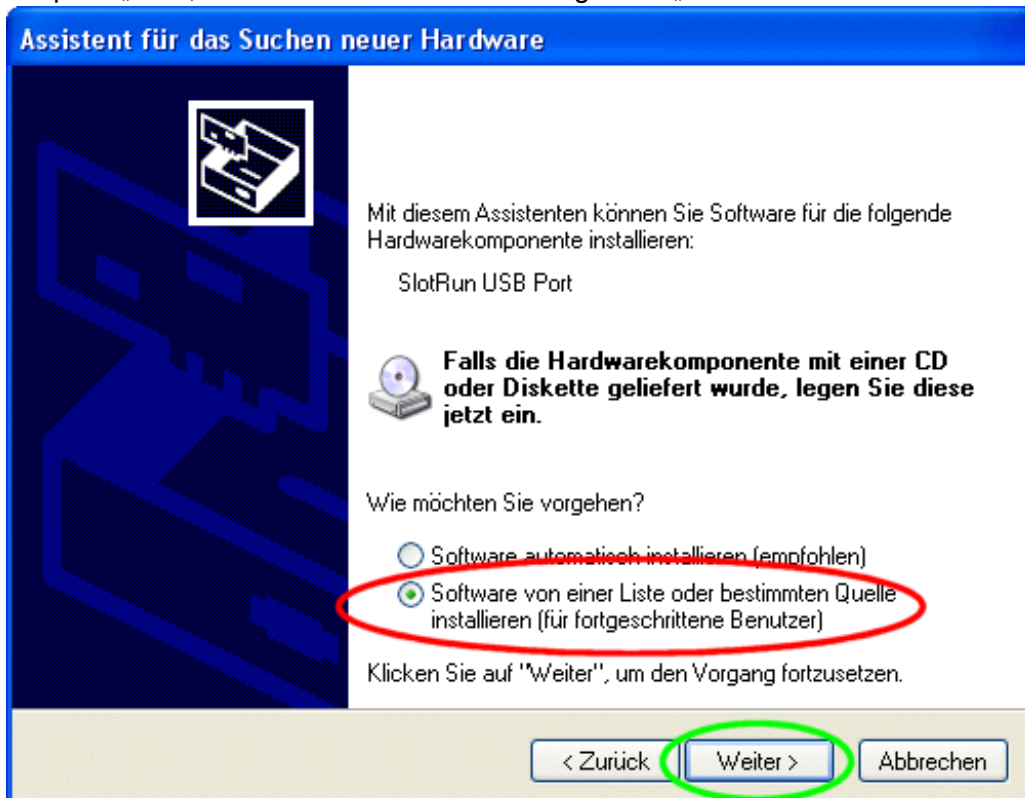 Assistent für das Suchen neuer Hardware
Mit diesem Assistenten können Sie Software für die folgende
Hardwarekomponente installieren:
SlotRun USB Port
Falls die Hardwarekomponente mit einer CD
oder Diskette geliefert wurde, legen Sie diese
jetzt ein.
Wie möchten Sie vorgehen?
Software automatisch installieren (empfohlen)
Software von einer Liste oder bestimmten Quelle
installieren (für fortgeschrittene Benutzer)
Klicken Sie auf "Weiter", um den Vorgang fortzusetzen.
< Zurück Weiter > Abbrechen